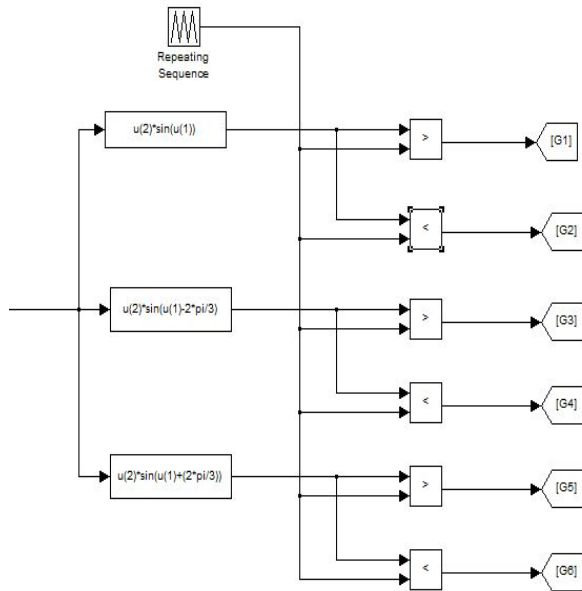 Repeating
Sequence
u(2)*sin(u(1))
>
[G1]
<
[G2]
u(2)*sin(u(1)-2*pi/3)
>
[G3]
<
[G4]
u(2)*sin(u(1)+(2*pi/3))
>
[G5]
<
[G6]